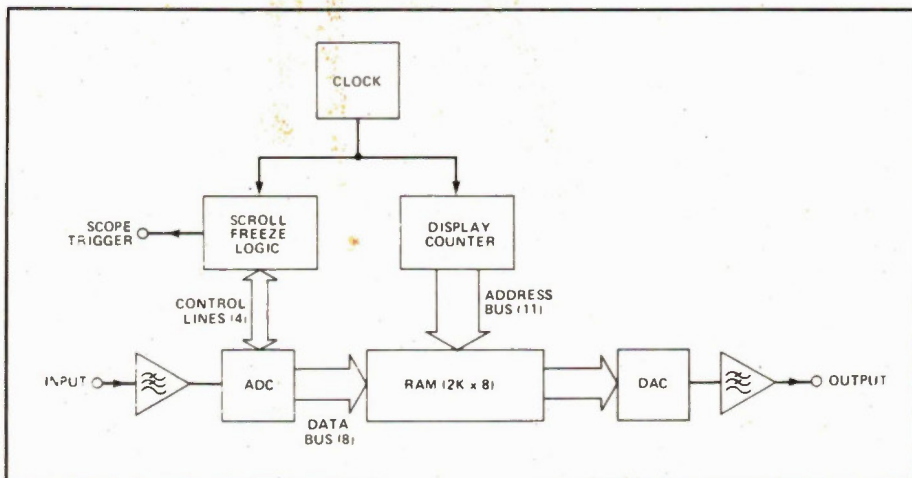 CLOCK
SCOPE
TRIGGER
SCROLL
FREEZE
LOGIC
DISPLAY
COUNTER
CONTROL
LINES (4)
ADDRESS
BUS (11)
INPUT
ADC
DATA
BUS (8)
RAM (2K x 8)
DAC
OUTPUT